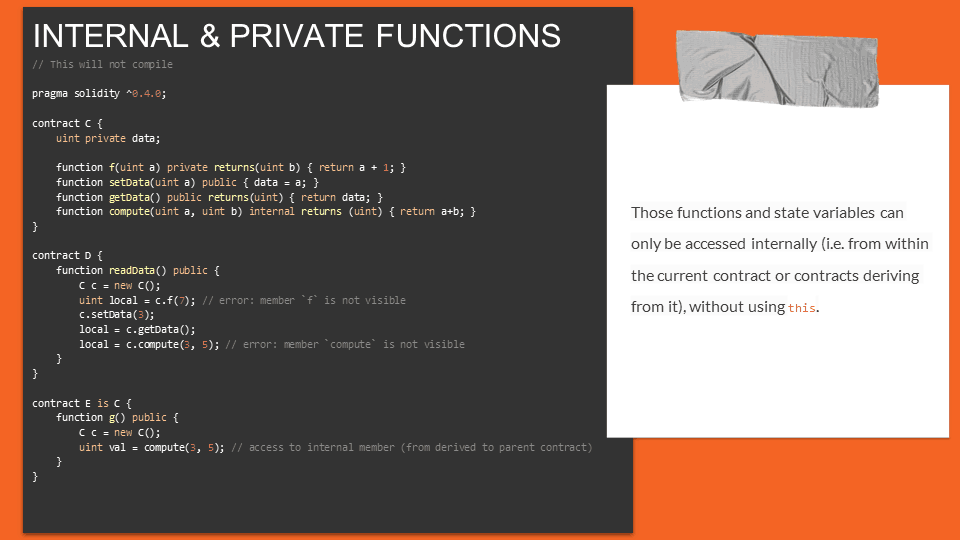 INTERNAL & PRIVATE FUNCTIONS
// This will not compile
pragma solidity ^0.4.0;
contract C {
    uint private data;
    function f(uint a) private returns(uint b) { return a + 1; }
    function setData(uint a) public { data = a; }
    function getData() public returns(uint) { return data; }
    function compute(uint a, uint b) internal returns (uint) { return a+b; }
}
contract D {
    function readData() public {
        C c = new C();
        uint local = c.f(7); // error: member `f` is not visible
        c.setData(3);
        local = c.getData();
        local = c.compute(3, 5); // error: member `compute` is not visible
    }
}
contract E is C {
    function g() public {
        C c = new C();
        uint val = compute(3, 5); // access to internal member (from derived to parent contract)
    }
}
Those functions and state variables can
only be accessed internally (i.e. from within
the current contract or contracts deriving
from it), without using this.